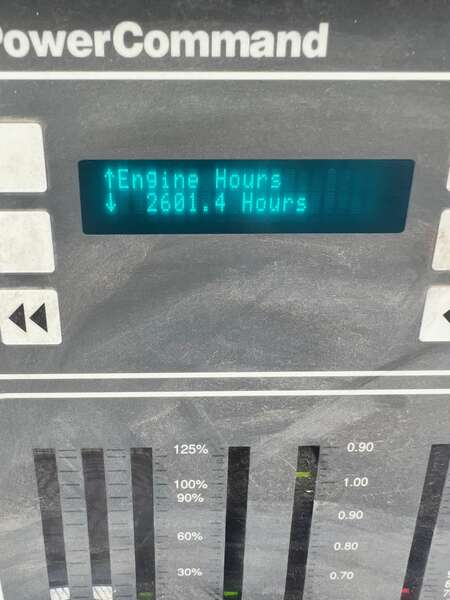 PowerCommand
↑Engine Hours
↓ 2601.4 Hours
125% 0.90
100% 1.00
90% 0.90
60% 0.80
30% 0.70